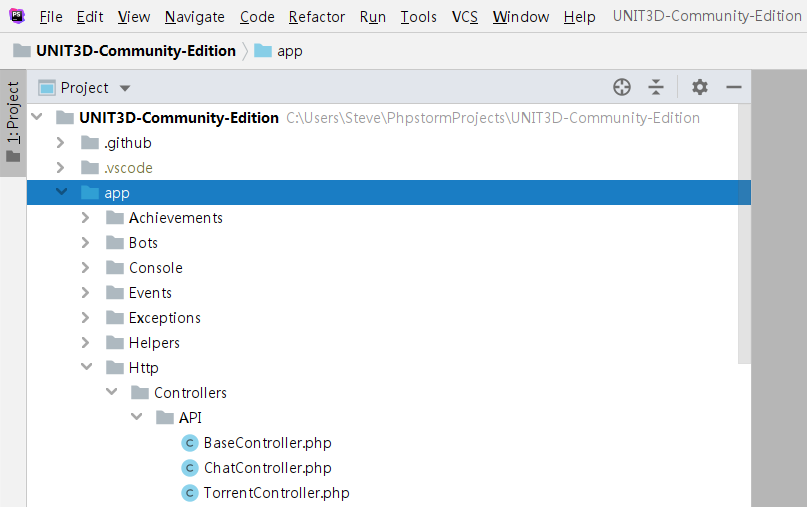 PS File Edit View Navigate Code Refactor Run Tools VCS Window Help UNIT3D-Community-Edition
UNIT3D-Community-Edition app
1: Project
Project
UNIT3D-Community-Edition C:\Users\Steve\PhpstormProjects\UNIT3D-Community-Edition
.github
.vscode
app
Achievements
Bots
Console
Events
Exceptions
Helpers
Http
Controllers
API
C BaseController.php
C ChatController.php
C TorrentController.php